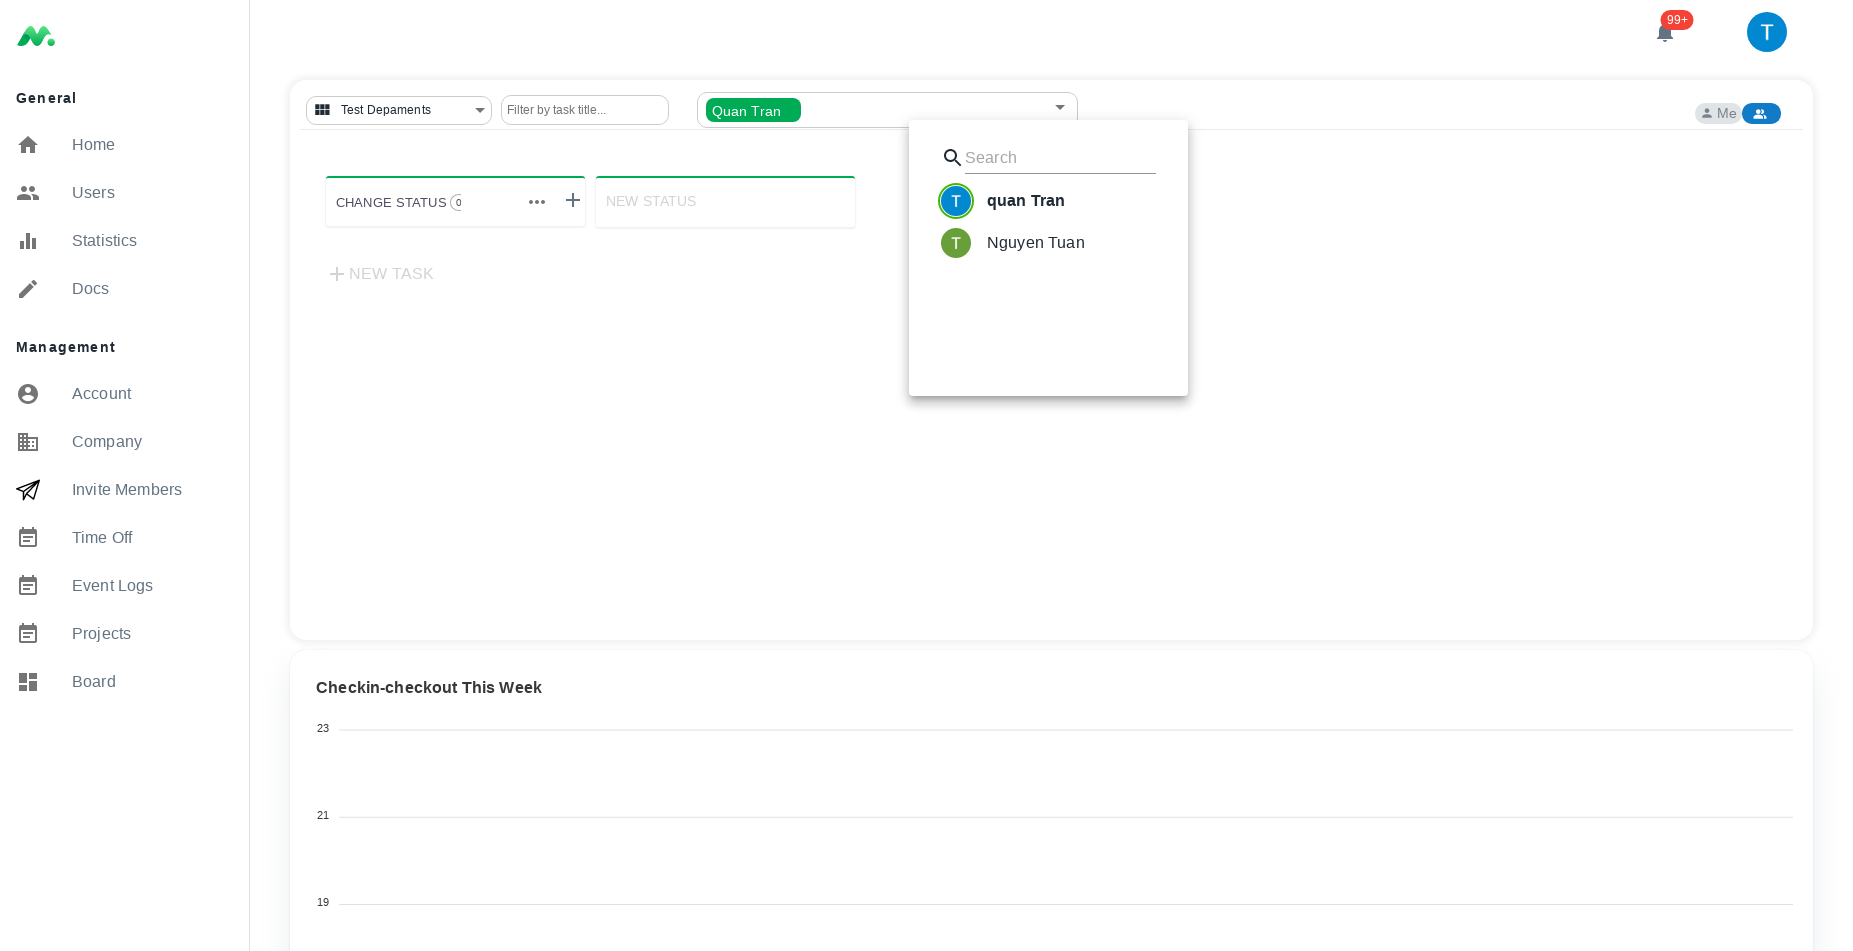 General
Home
Users
Statistics
Docs
Management
Account
Company
Invite Members
Time Off
Event Logs
Projects
Board
99+
T
Test Depaments
Filter by task title...
Quan Tran
Me
CHANGE STATUS 0
NEW STATUS
NEW TASK
Search
T quan Tran
T Nguyen Tuan
Checkin-checkout This Week
23
21
19